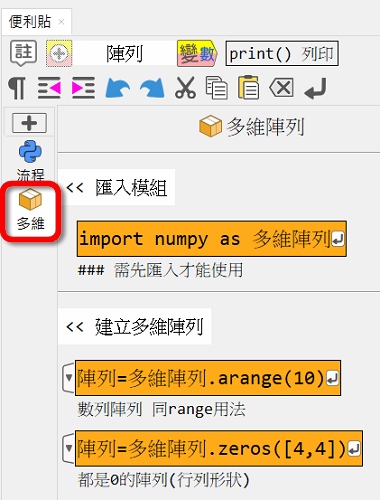 便利貼 ×
註 陣列 變數 print() 列印
多維陣列
流程
多維
<< 匯入模組
import numpy as 多維陣列
### 需先匯入才能使用
<< 建立多維陣列
陣列=多維陣列.arange(10)
數列陣列 同range用法
陣列=多維陣列.zeros([4,4])
都是0的陣列(行列形狀)